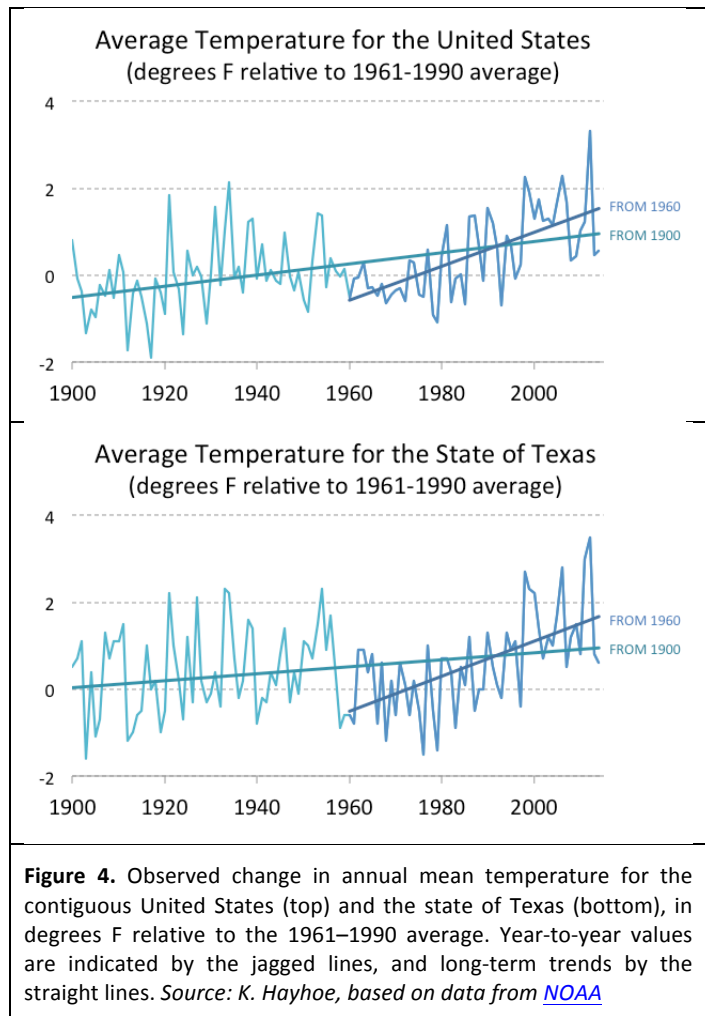 Average Temperature for the United States
(degrees F relative to 1961-1990 average)
4
2
FROM 1960
FROM 1900
0
-2
1900 1920 1940 1960 1980 2000
Average Temperature for the State of Texas
(degrees F relative to 1961-1990 average)
4
2
FROM 1960
FROM 1900
0
-2
1900 1920 1940 1960 1980 2000
Figure 4. Observed change in annual mean temperature for the
contiguous United States (top) and the state of Texas (bottom), in
degrees F relative to the 1961–1990 average. Year-to-year values
are indicated by the jagged lines, and long-term trends by the
straight lines. Source: K. Hayhoe, based on data from NOAA